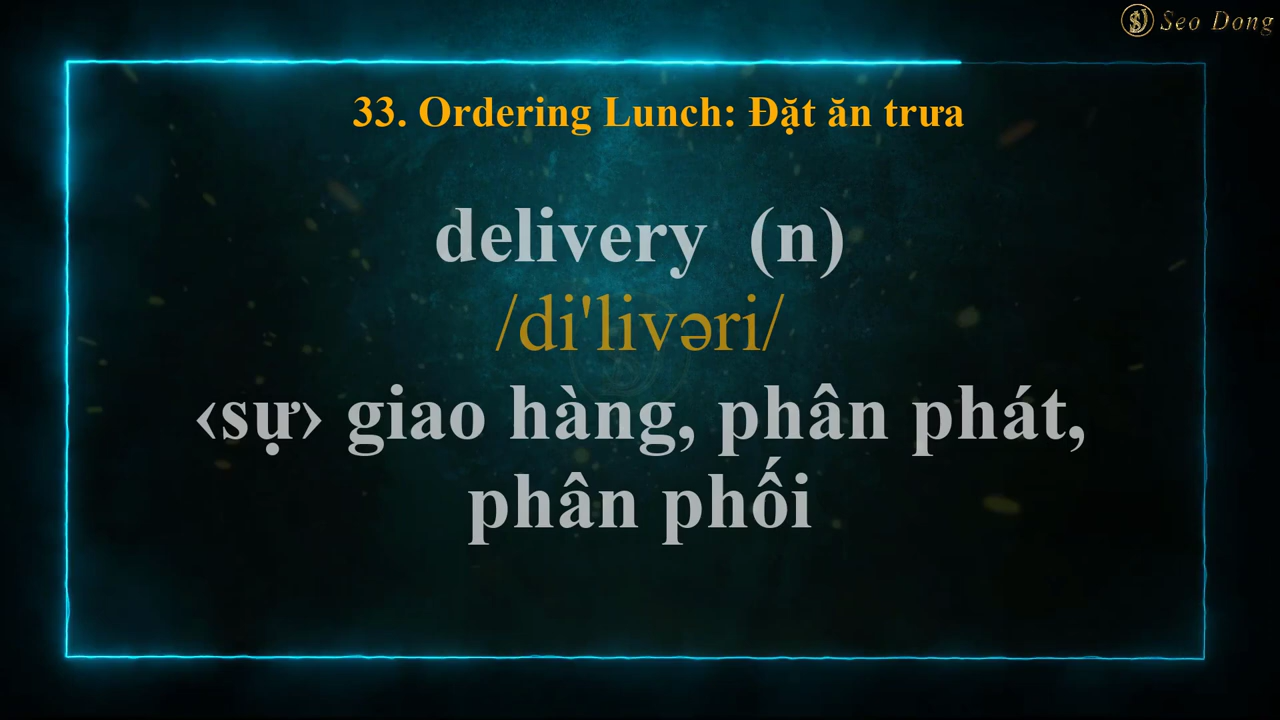 Seo Dong
33. Ordering Lunch: Đặt ăn trưa
delivery (n)
/di'livəri/
‹sự› giao hàng, phân phát,
phân phối